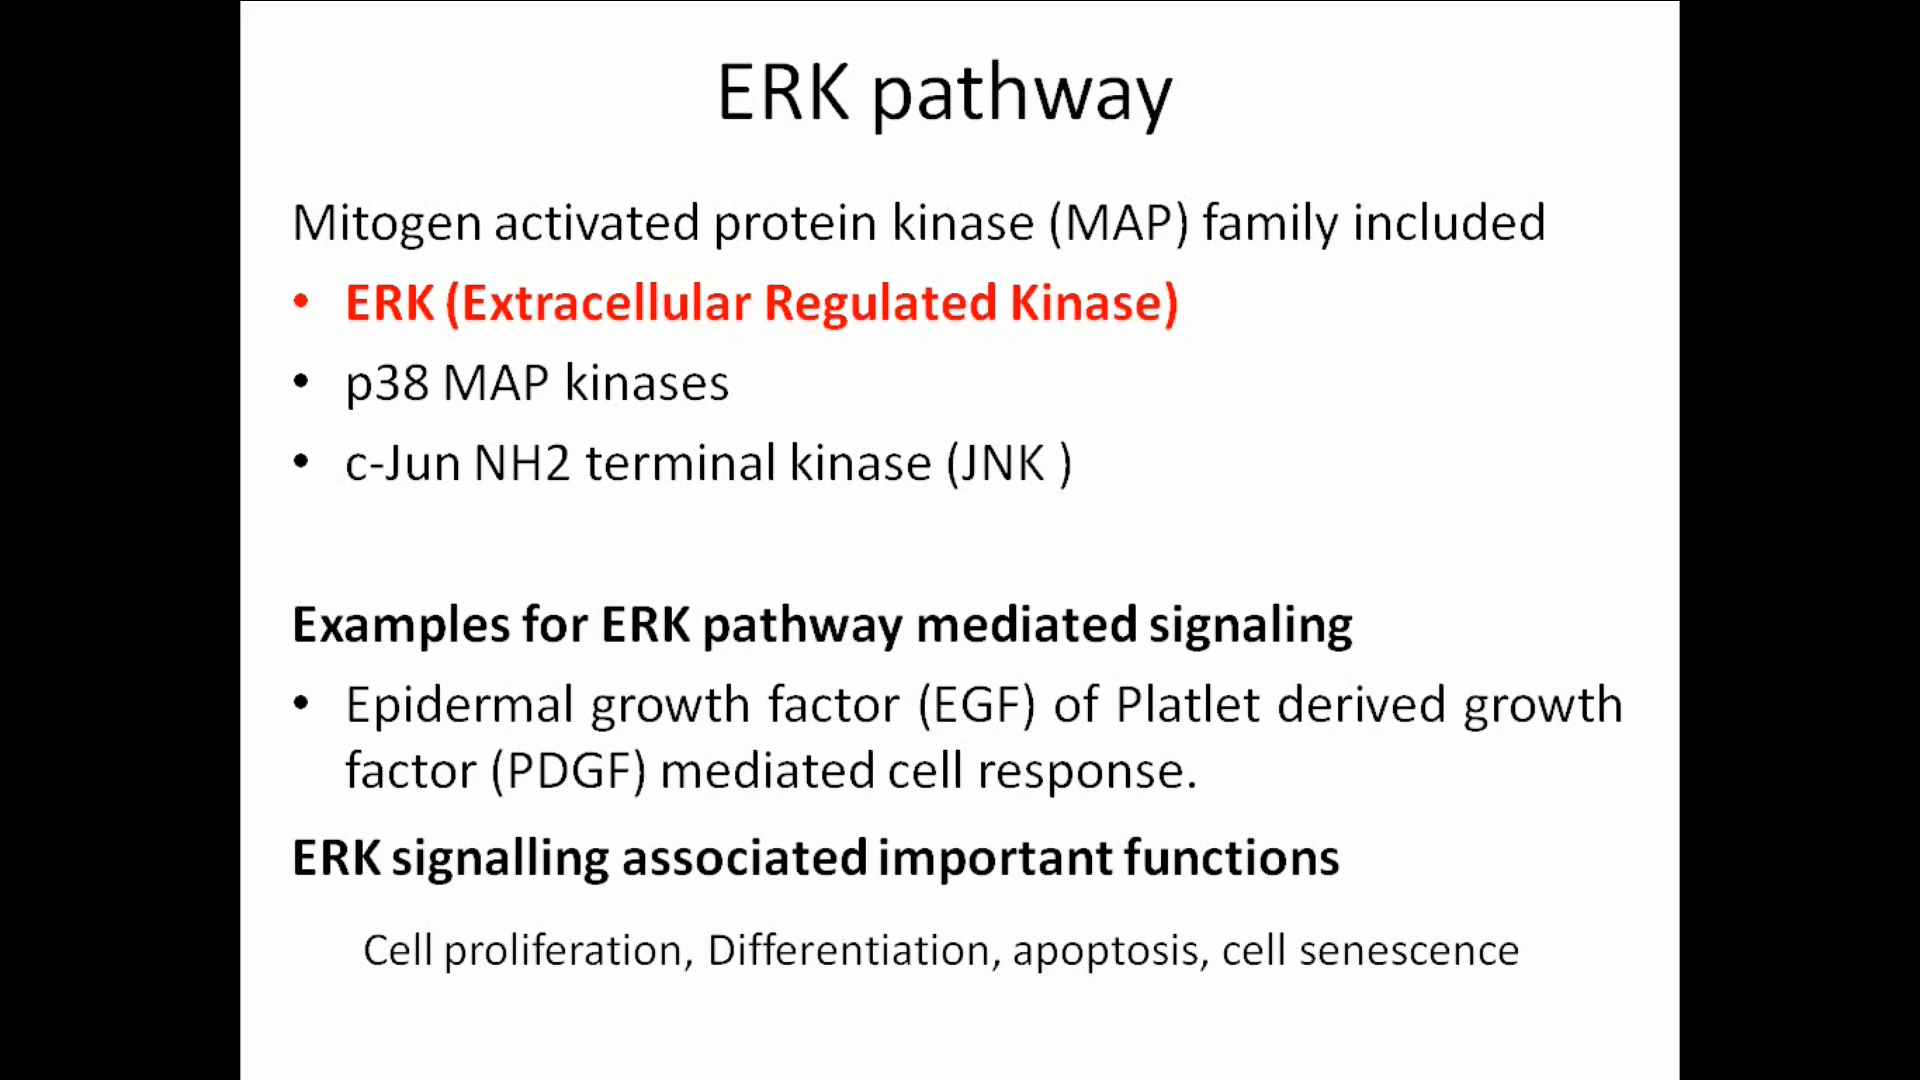 ERK pathway
Mitogen activated protein kinase (MAP) family included
• ERK (Extracellular Regulated Kinase)
• p38 MAP kinases
• c-Jun NH2 terminal kinase (JNK )
Examples for ERK pathway mediated signaling
• Epidermal growth factor (EGF) of Platlet derived growth
factor (PDGF) mediated cell response.
ERK signalling associated important functions
Cell proliferation, Differentiation, apoptosis, cell senescence